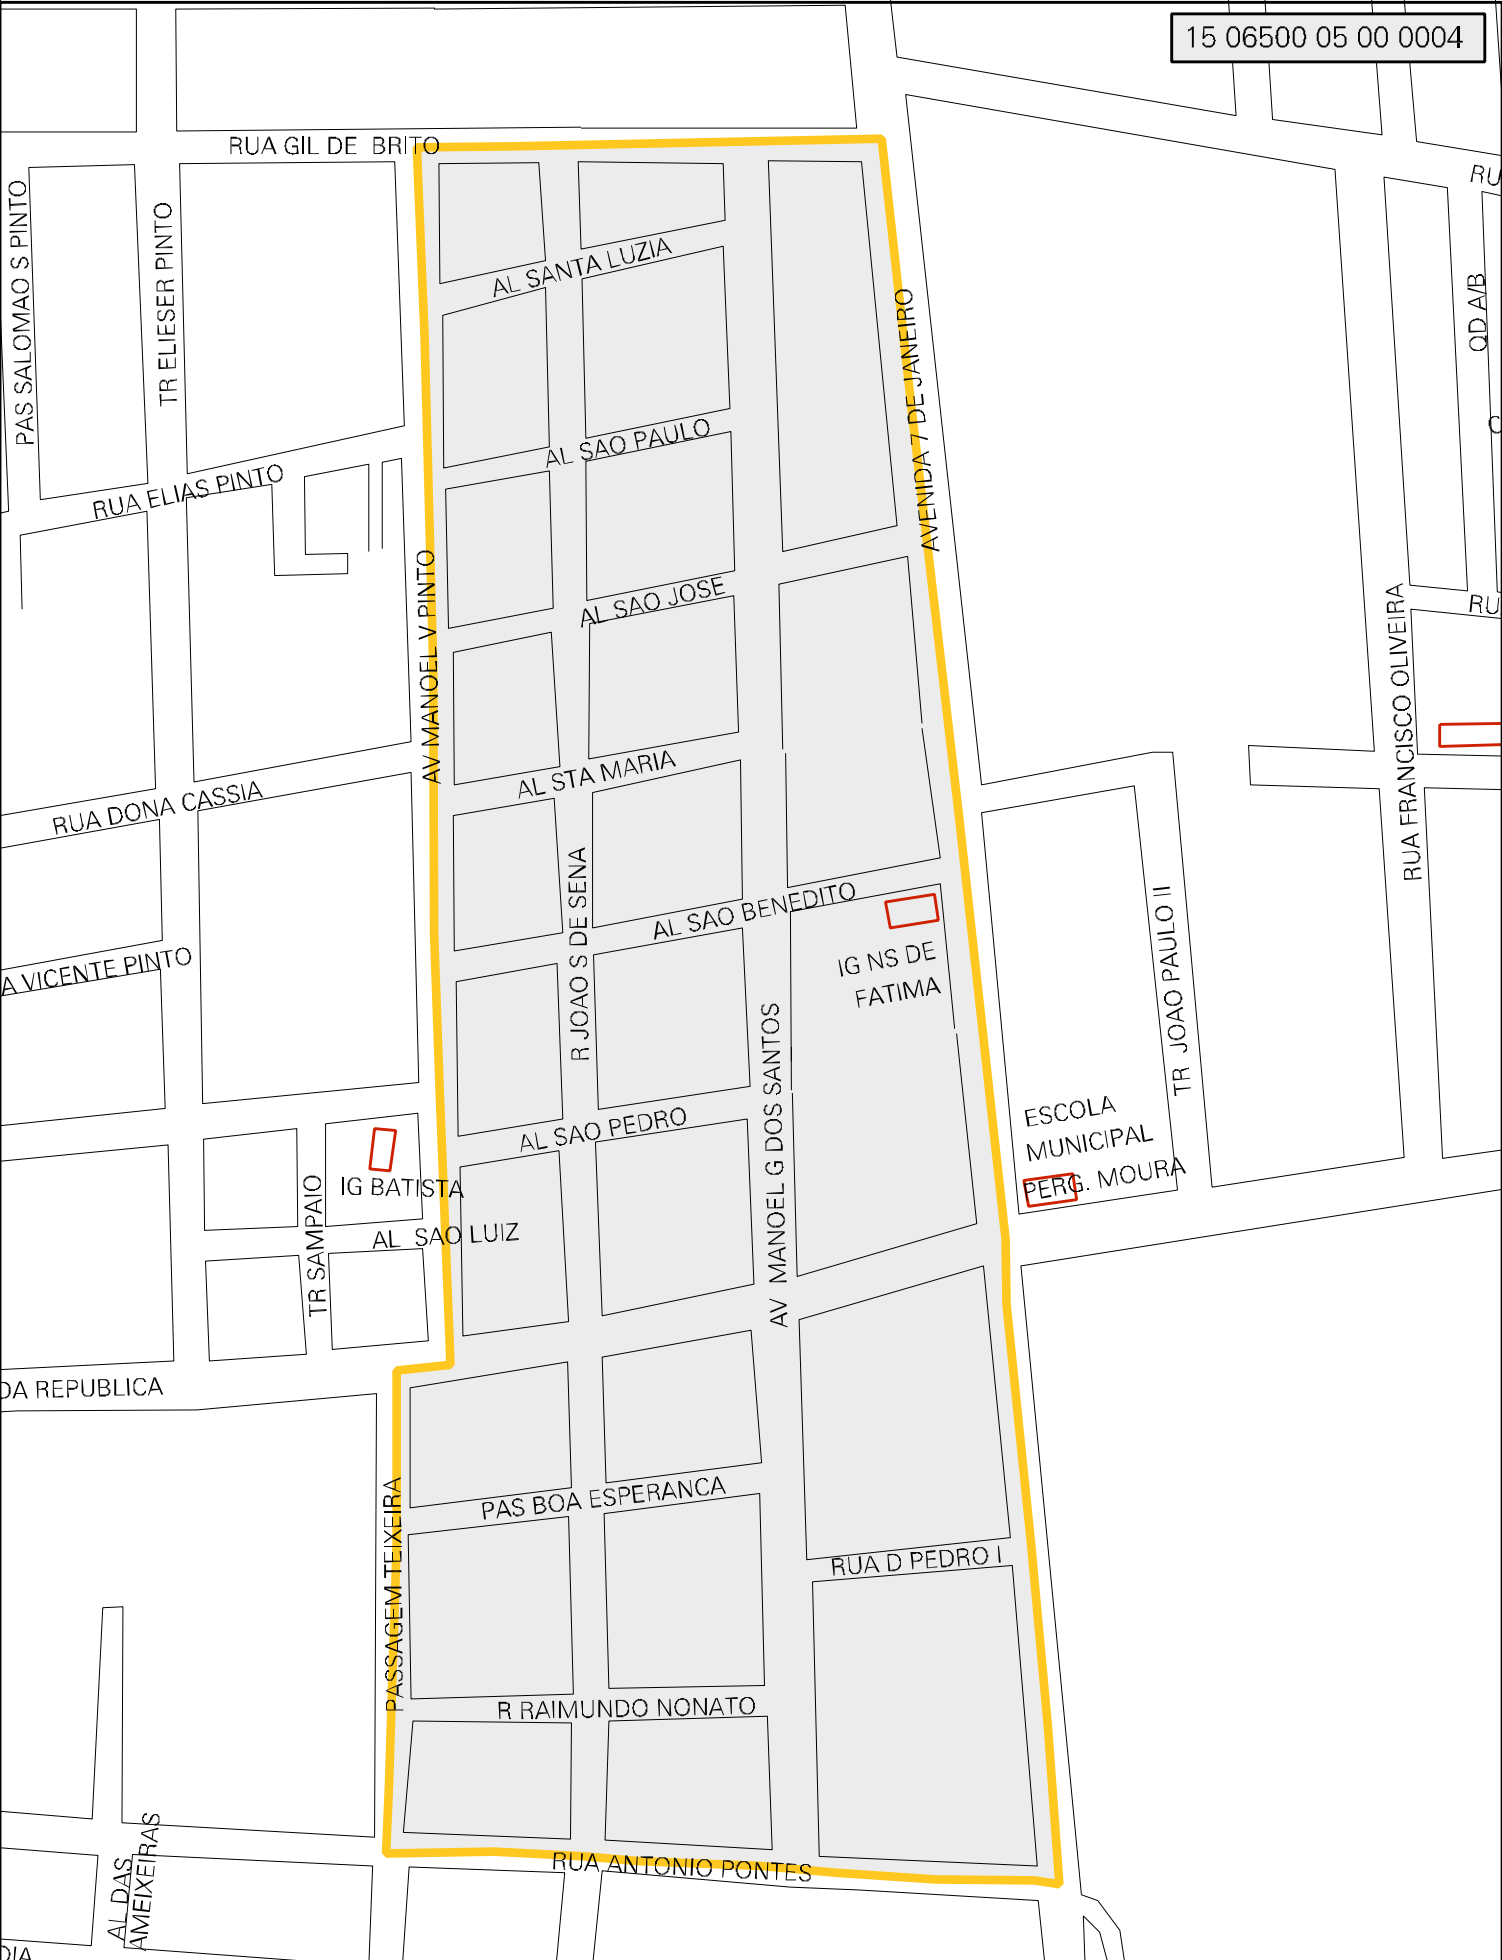 15 06500 05 00 0004
RUA GIL DE BRITO
RU
PAS SALOMAO S PINTO
TR ELIESER PINTO
AL SANTA LUZIA
AVENIDA 7 DE JANEIRO
QD A/B
AL SAO PAULO
RUA ELIAS PINTO
AV MANOEL V PINTO
AL SAO JOSE
RU
RUA FRANCISCO OLIVEIRA
AL STA MARIA
RUA DONA CASSIA
R JOAO S DE SENA
AL SAO BENEDITO
TR JOAO PAULO II
IG NS DE
FATIMA
A VICENTE PINTO
AV MANOEL G DOS SANTOS
AL SAO PEDRO
ESCOLA
MUNICIPAL
PERG. MOURA
IG BATISTA
TR SAMPAIO
AL SAO LUIZ
DA REPUBLICA
PASSAGEM TEIXEIRA
PAS BOA ESPERANCA
RUA D PEDRO I
R RAIMUNDO NONATO
RUA ANTONIO PONTES
AL DAS
AMEIXEIRAS
DIA